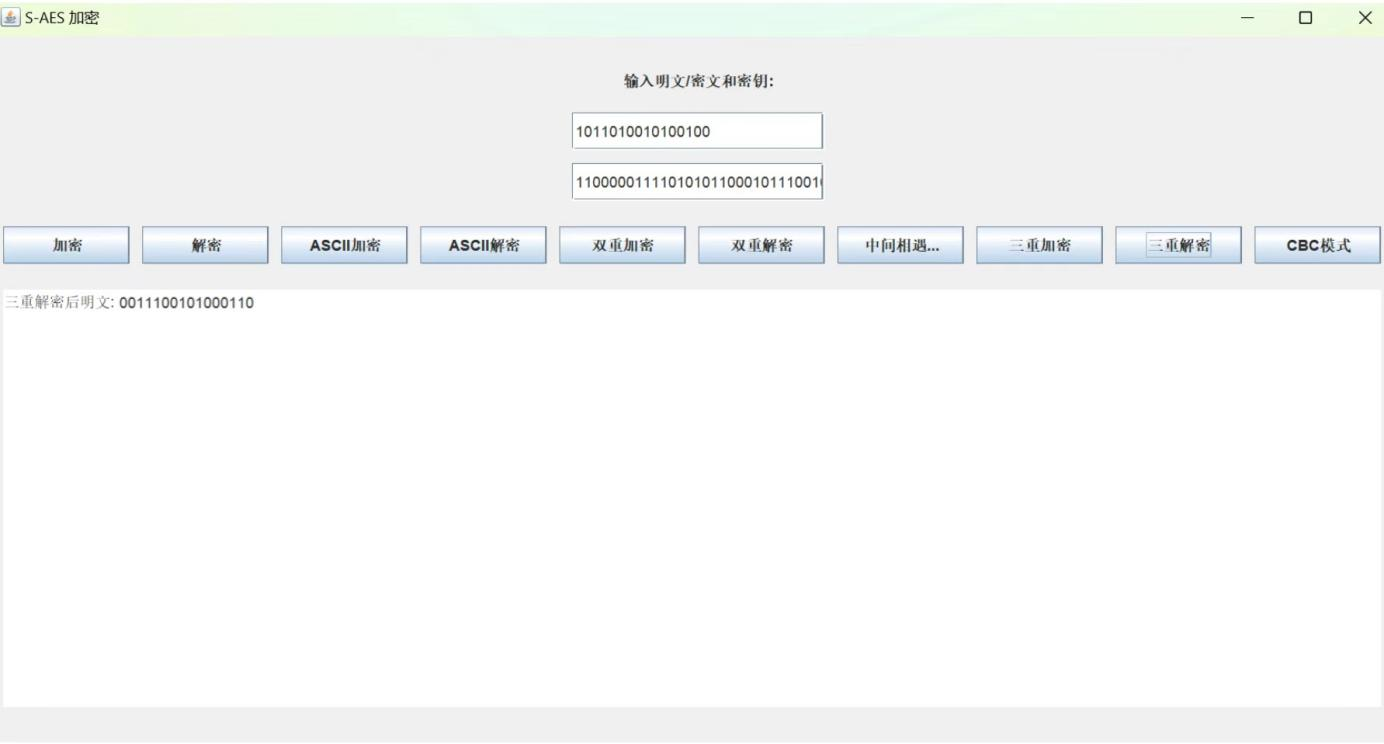 S-AES 加密
输入明文/密文和密钥:
1011010010100100
110000011110101011000101110010
加密 解密 ASCII加密 ASCII解密 双重加密 双重解密 中间相遇... 三重加密 三重解密 CBC模式
三重解密后明文: 0011100101000110